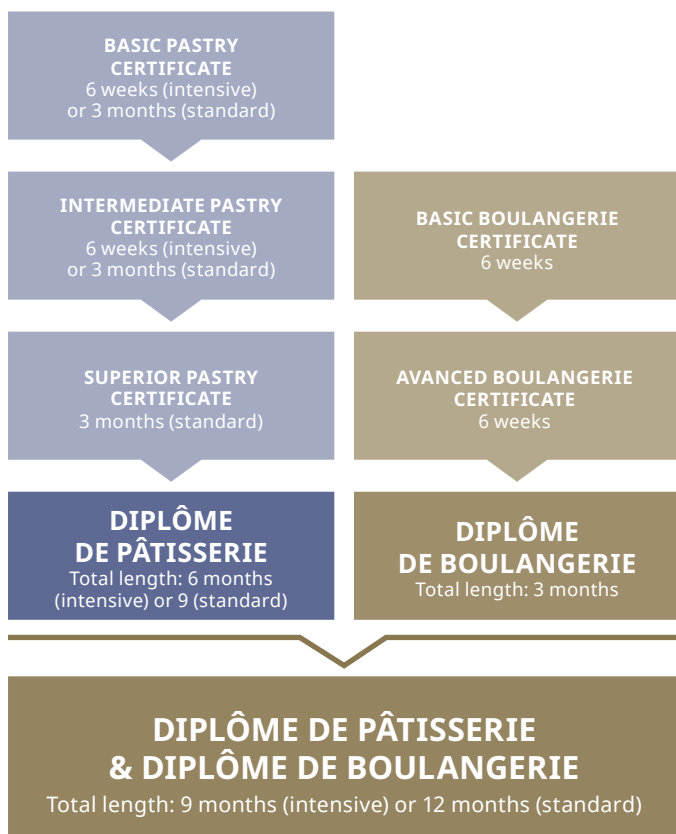 BASIC PASTRY
CERTIFICATE
6 weeks (intensive)
or 3 months (standard)
INTERMEDIATE PASTRY
CERTIFICATE
6 weeks (intensive)
or 3 months (standard)
BASIC BOULANGERIE
CERTIFICATE
6 weeks
SUPERIOR PASTRY
CERTIFICATE
3 months (standard)
AVANCED BOULANGERIE
CERTIFICATE
6 weeks
DIPLÔME
DE PÂTISSERIE
Total length: 6 months
(intensive) or 9 (standard)
DIPLÔME
DE BOULANGERIE
Total length: 3 months
DIPLÔME DE PÂTISSERIE
& DIPLÔME DE BOULANGERIE
Total length: 9 months (intensive) or 12 months (standard)